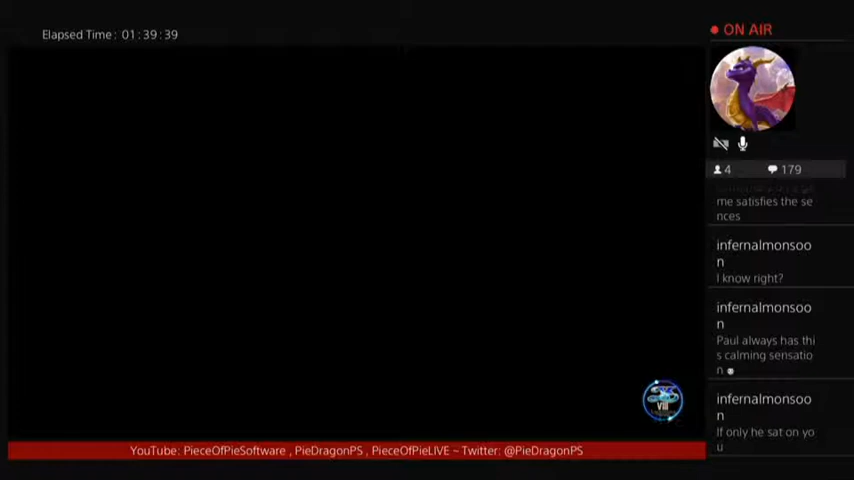 Elapsed Time : 01:39:39
ON AIR
4
179
me satisfies the se
nces
infernalmonsoo
n
I know right?
infernalmonsoo
n
Paul always has thi
s calming sensatio
n
infernalmonsoo
n
If only he sat on yo
u
VIII
YouTube: PieceOfPieSoftware , PieDragonPS , PieceOfPieLIVE ~ Twitter: @PieDragonPS